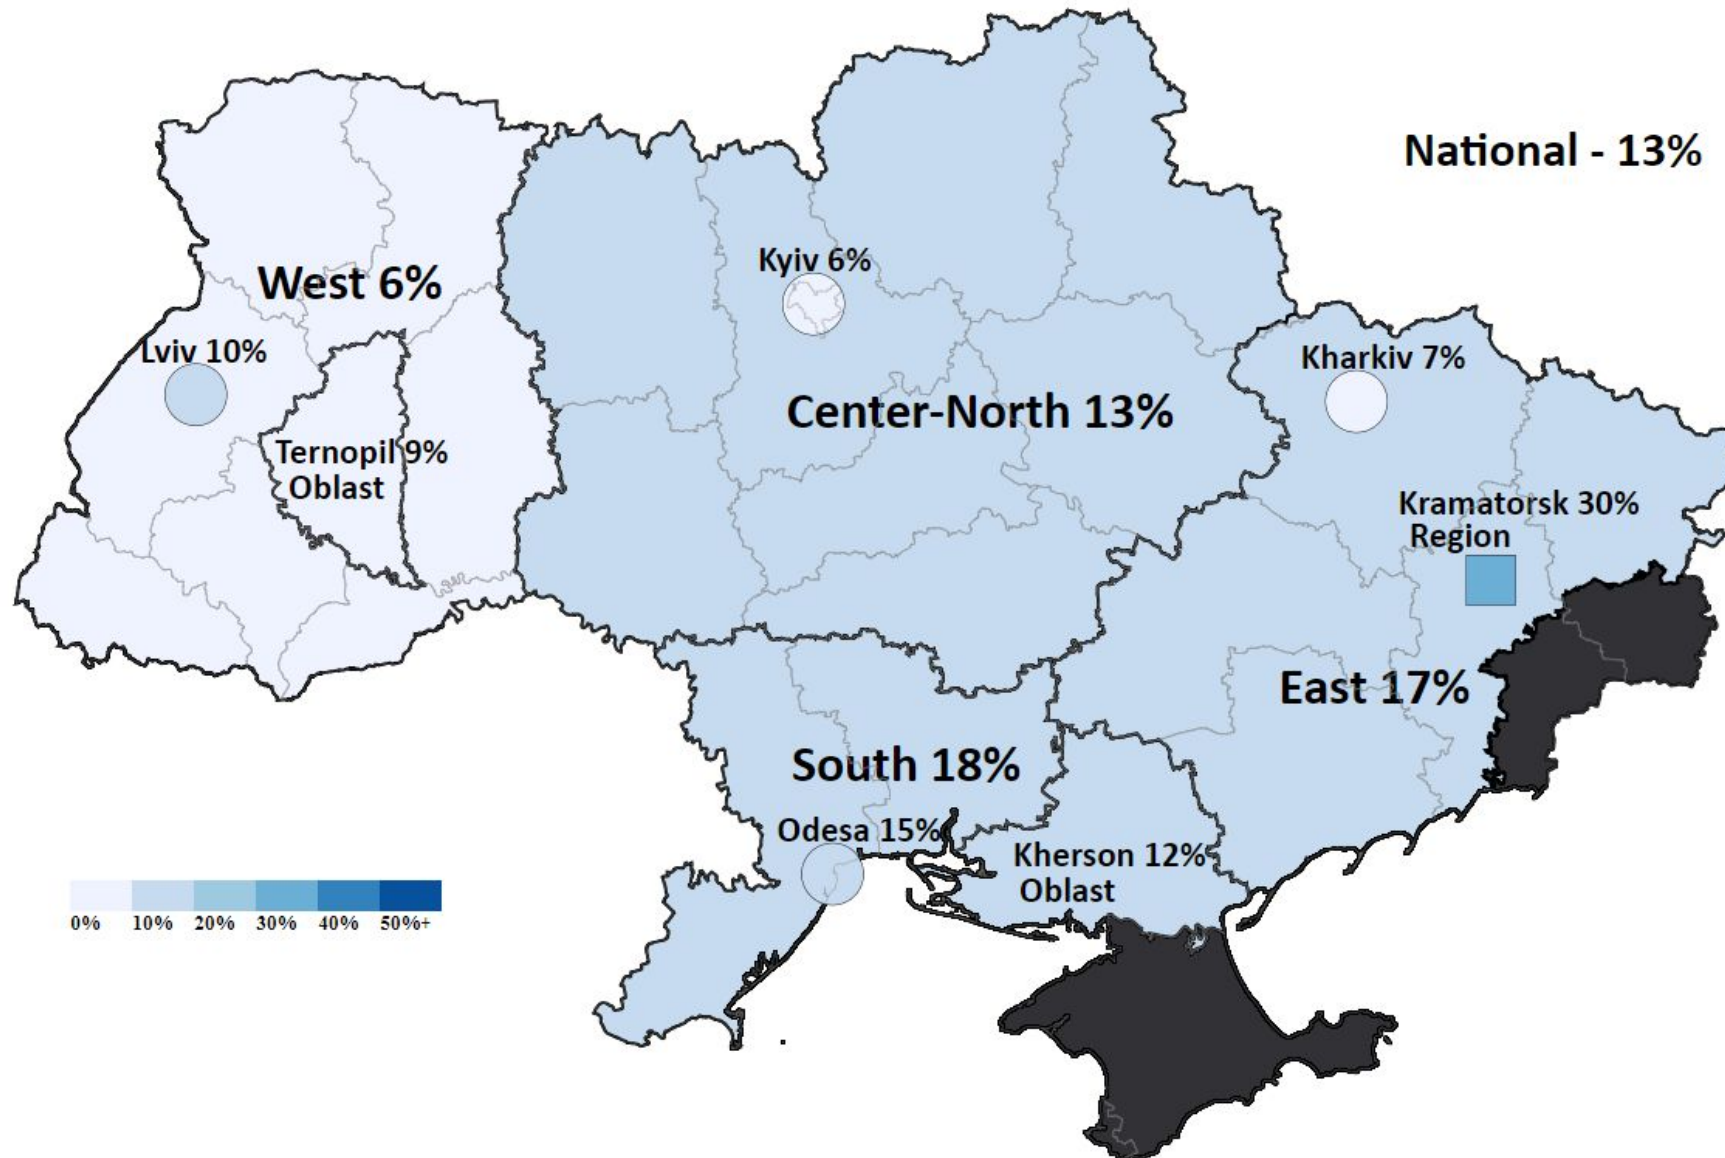 National - 13%
Kyiv 6%
West 6%
Lviv 10%
Kharkiv 7%
Center-North 13%
Ternopil 9%
Oblast
Kramatorsk 30%
Region
East 17%
South 18%
Odesa 15%
Kherson 12%
Oblast
0% 10% 20% 30% 40% 50%+